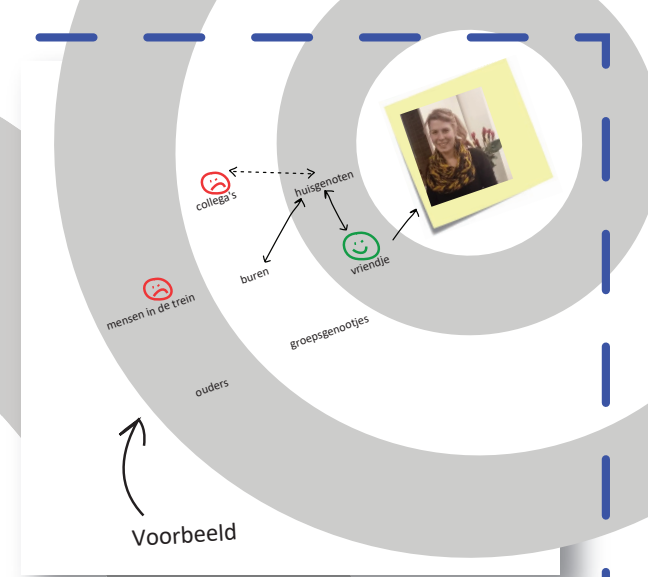 collega's
huisgenoten
buren
vriendje
mensen in de trein
groepsgenootjes
ouders
Voorbeeld